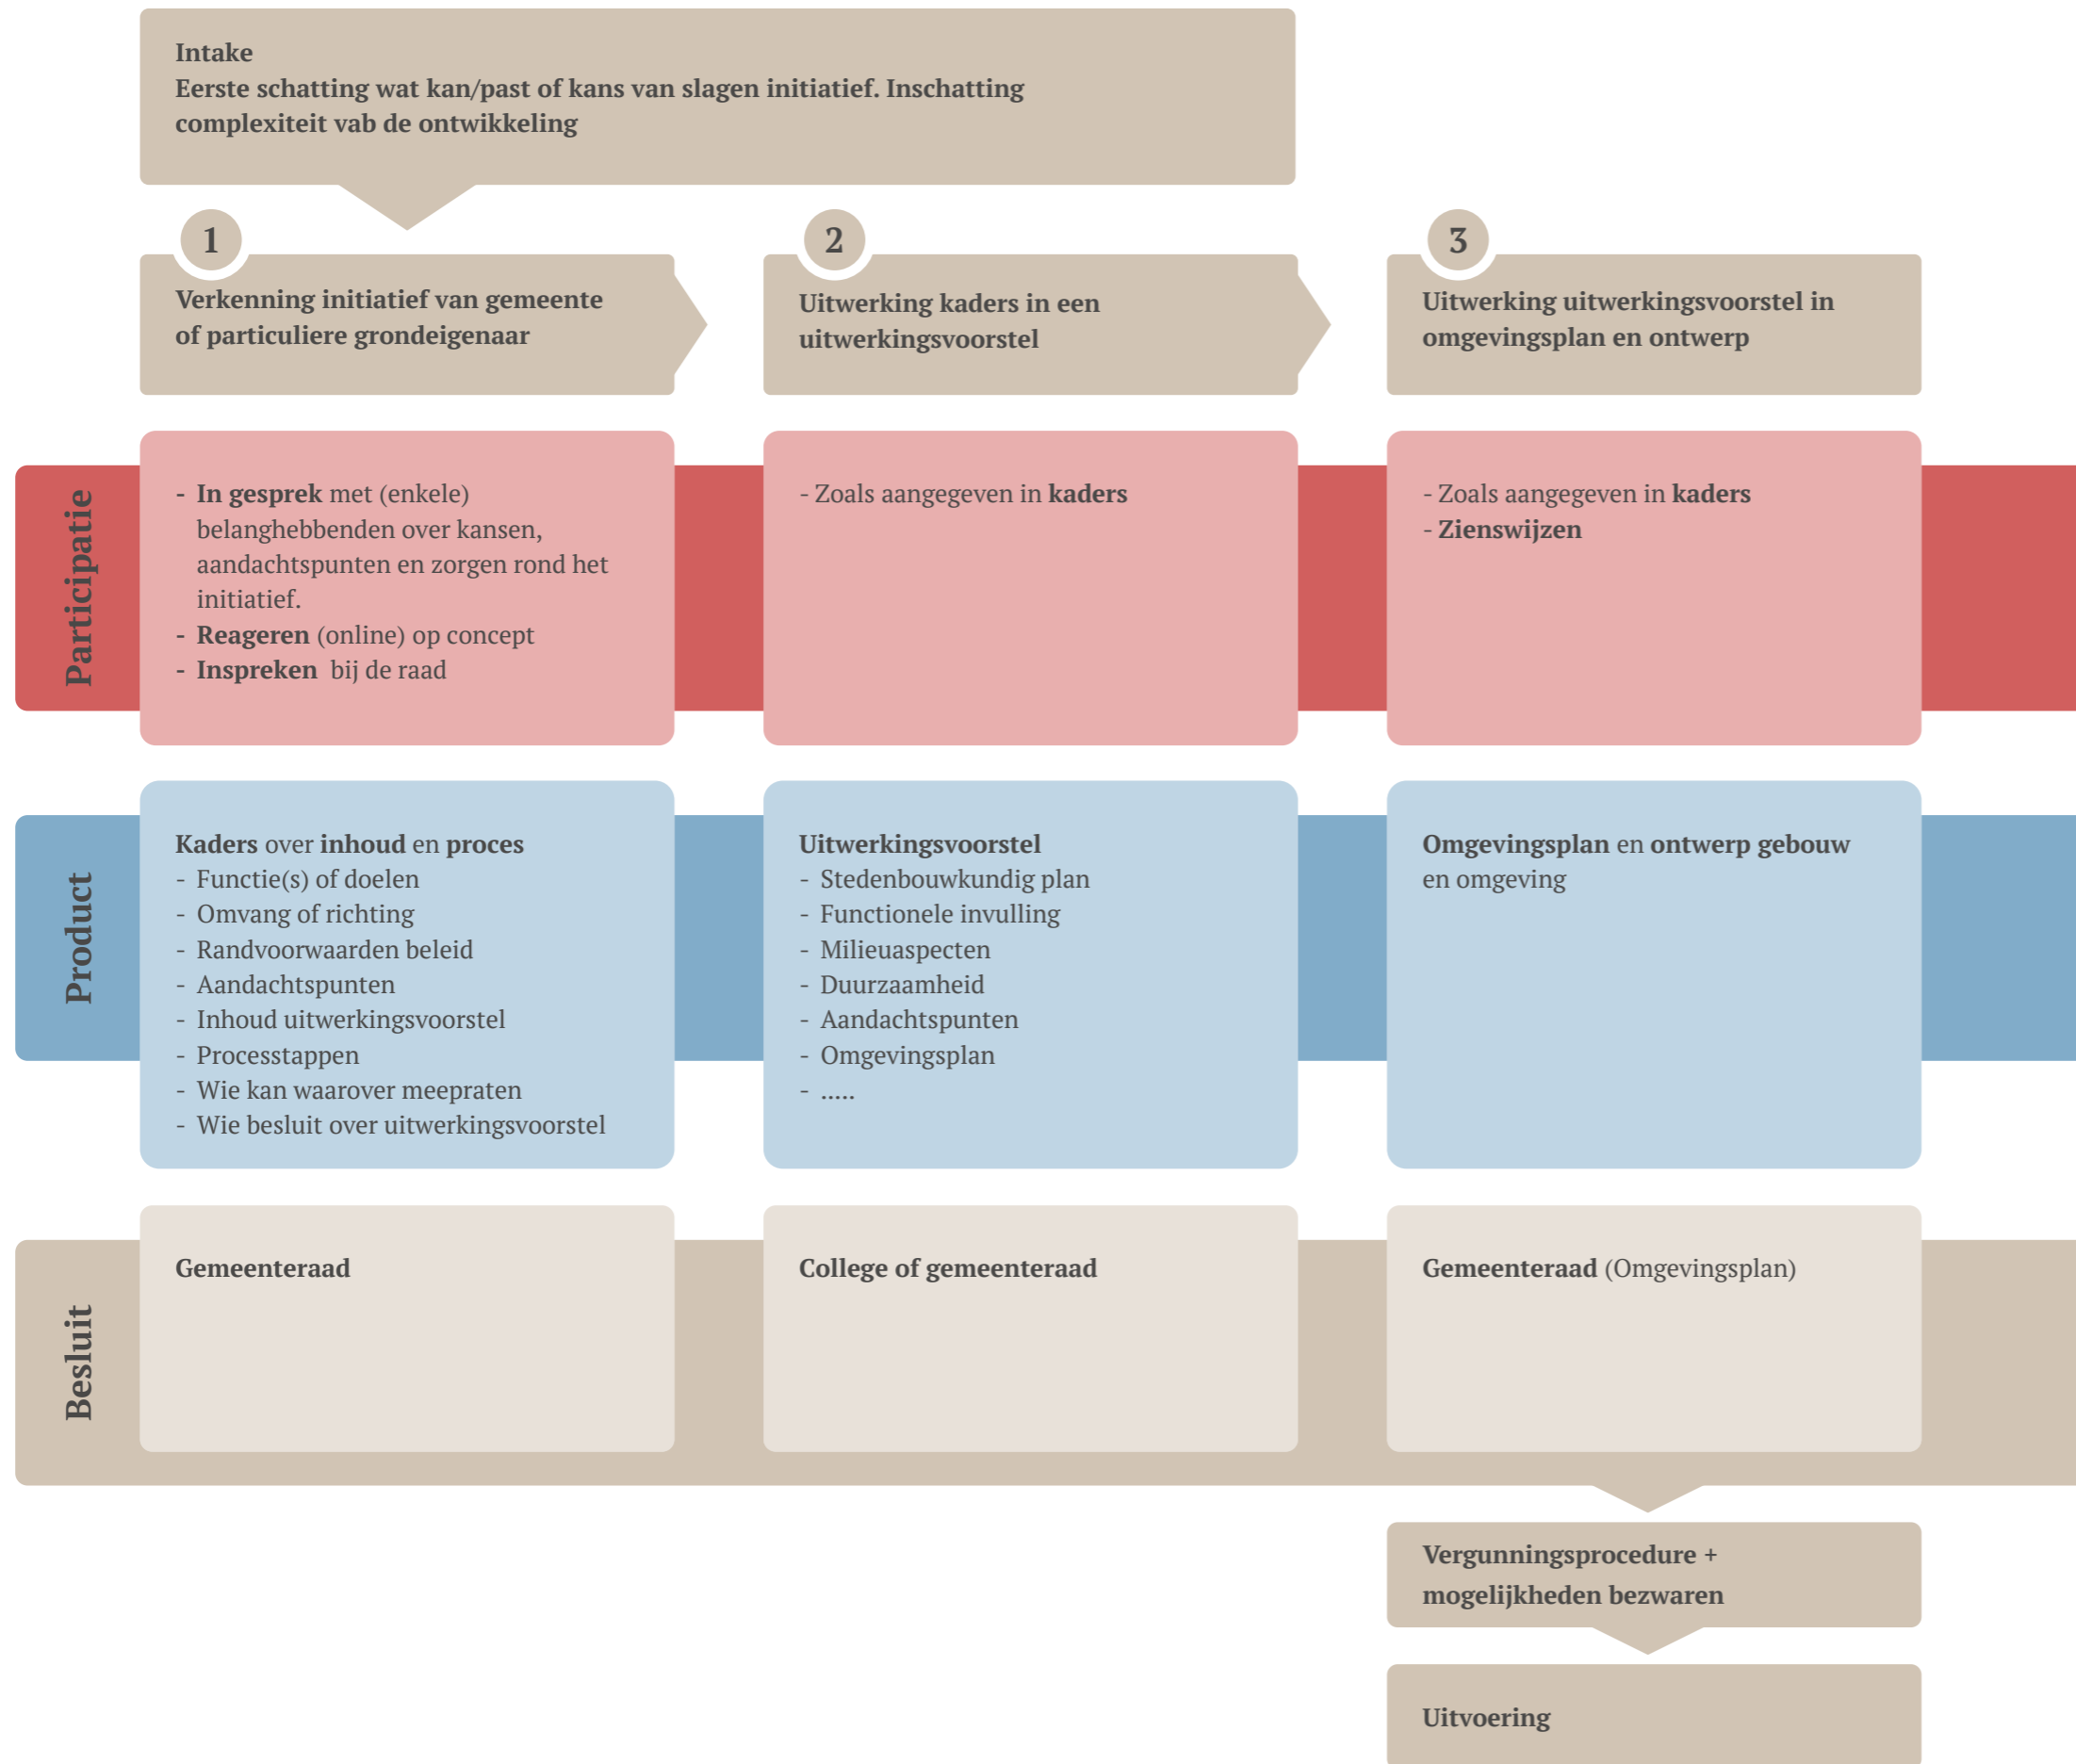 Intake
Eerste schatting wat kan/past of kans van slagen initiatief. Inschatting
complexiteit vab de ontwikkeling
1
Verkenning initiatief van gemeente
of particuliere grondeigenaar
2
Uitwerking kaders in een
uitwerkingsvoorstel
3
Uitwerking uitwerkingsvoorstel in
omgevingsplan en ontwerp
Participatie
- In gesprek met (enkele)
belanghebbenden over kansen,
aandachtspunten en zorgen rond het
initiatief.
- Reageren (online) op concept
- Inspreken bij de raad
- Zoals aangegeven in kaders
- Zoals aangegeven in kaders
- Zienswijzen
Product
Kaders over inhoud en proces
- Functie(s) of doelen
- Omvang of richting
- Randvoorwaarden beleid
- Aandachtspunten
- Inhoud uitwerkingsvoorstel
- Processtappen
- Wie kan waarover meepraten
- Wie besluit over uitwerkingsvoorstel
Uitwerkingsvoorstel
- Stedenbouwkundig plan
- Functionele invulling
- Milieuaspecten
- Duurzaamheid
- Aandachtspunten
- Omgevingsplan
- .....
Omgevingsplan en ontwerp gebouw
en omgeving
Besluit
Gemeenteraad
College of gemeenteraad
Gemeenteraad (Omgevingsplan)
Vergunningsprocedure +
mogelijkheden bezwaren
Uitvoering